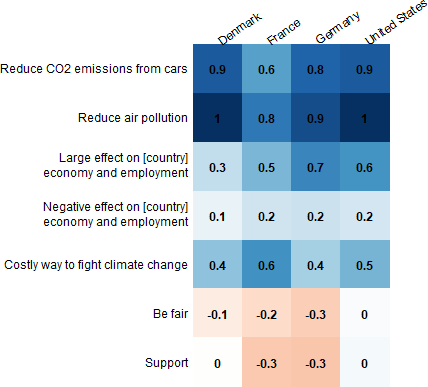 Denmark France Germany United States
Reduce CO2 emissions from cars 0.9 0.6 0.8 0.9
Reduce air pollution 1 0.8 0.9 1
Large effect on [country]
economy and employment 0.3 0.5 0.7 0.6
Negative effect on [country]
economy and employment 0.1 0.2 0.2 0.2
Costly way to fight climate change 0.4 0.6 0.4 0.5
Be fair -0.1 -0.2 -0.3 0
Support 0 -0.3 -0.3 0